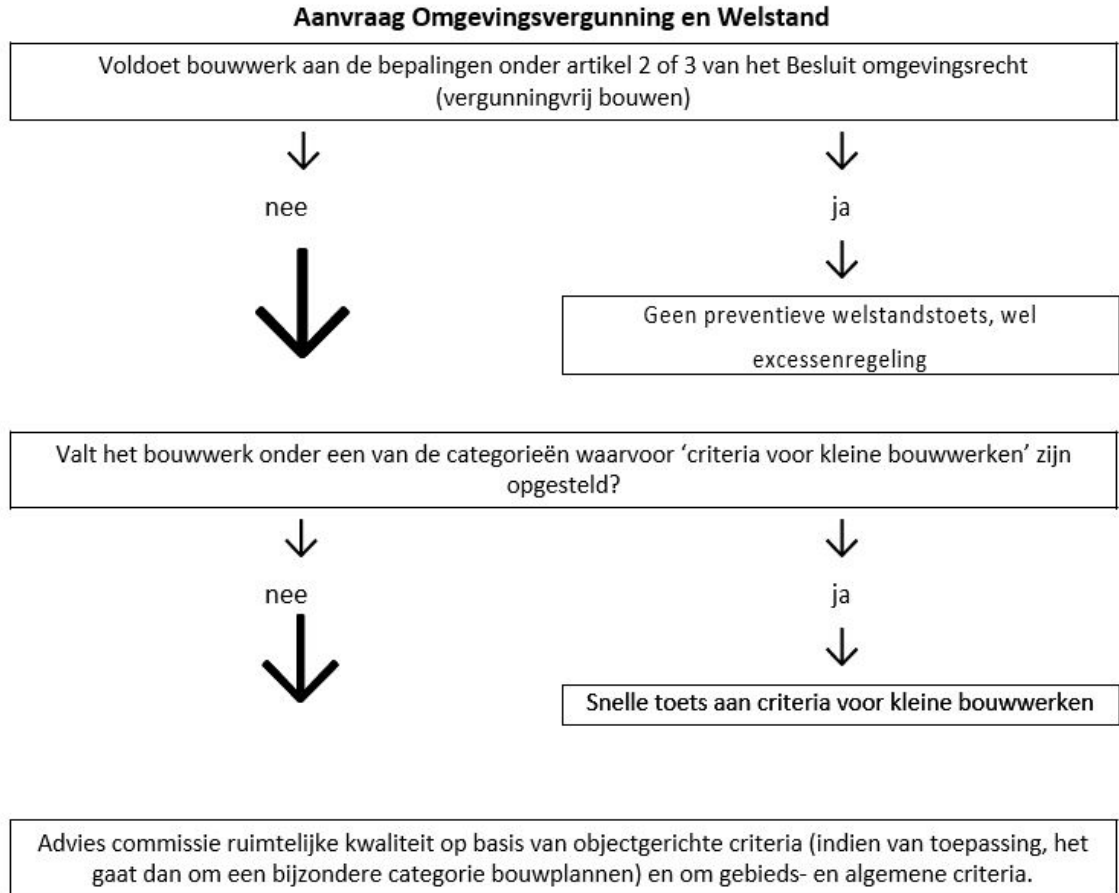 Aanvraag Omgevingsvergunning en Welstand
Voldoet bouwwerk aan de bepalingen onder artikel 2 of 3 van het Besluit omgevingsrecht
(vergunningvrij bouwen)
nee
ja
Geen preventieve welstandstoets, wel
excessenregeling
Valt het bouwwerk onder een van de categorieën waarvoor ‘criteria voor kleine bouwwerken’ zijn
opgesteld?
nee
ja
Snelle toets aan criteria voor kleine bouwwerken
Advies commissie ruimtelijke kwaliteit op basis van objectgerichte criteria (indien van toepassing, het
gaat dan om een bijzondere categorie bouwplannen) en om gebieds- en algemene criteria.